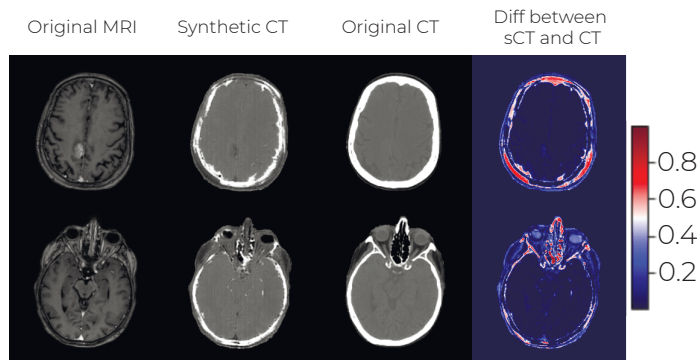 Original MRI
Synthetic CT
Original CT
Diff between
sCT and CT
0.8
0.6
0.4
0.2